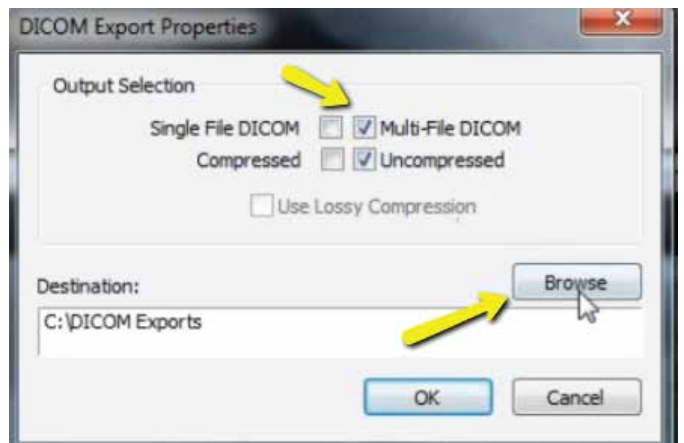 DICOM Export Properties
Output Selection
Single File DICOM Multi-File DICOM
Compressed Uncompressed
Use Lossy Compression
Browse
Destination:
C:\DICOM Exports
OK Cancel